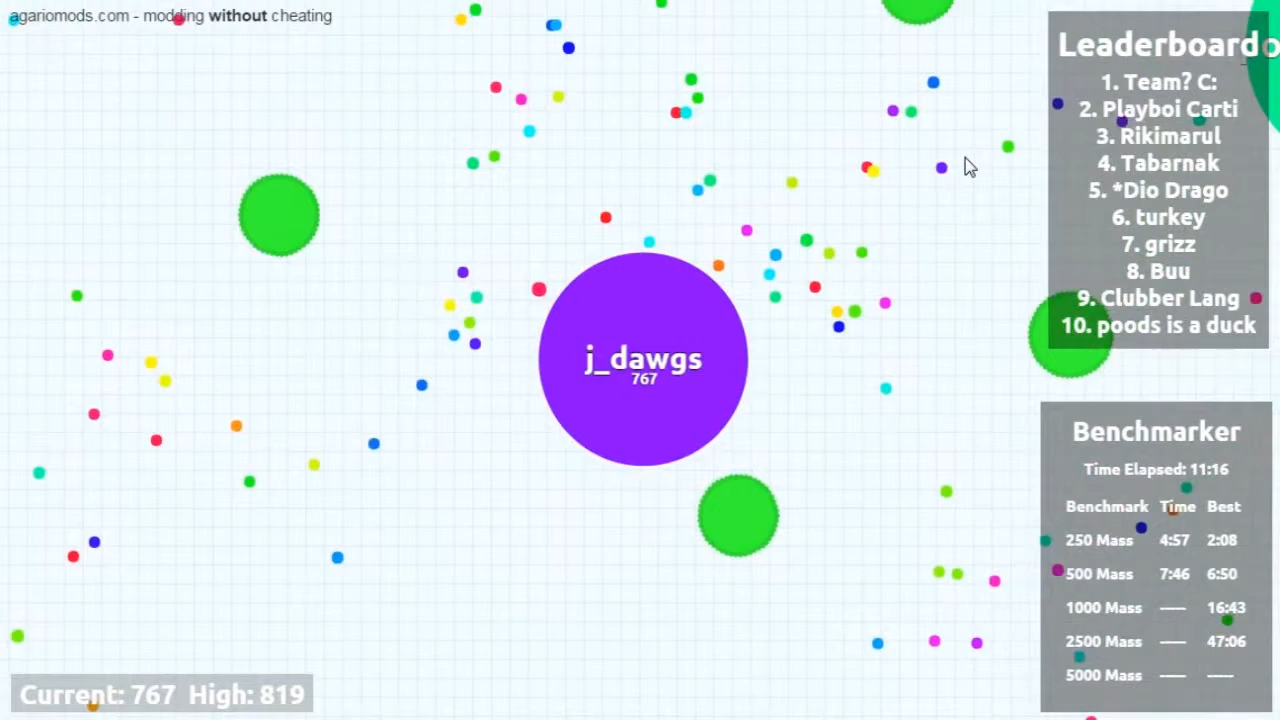 agariomods.com - modding without cheating
Leaderboard
1. Team? C:
2. Playboi Carti
3. Rikimarul
4. Tabarnak
5. *Dio Drago
6. turkey
7. grizz
8. Buu
9. Clubber Lang
10. poods is a duck
j_dawgs
767
Benchmarker
Time Elapsed: 11:16
Benchmark Time Best
250 Mass 4:57 2:08
500 Mass 7:46 6:50
1000 Mass —— 16:43
2500 Mass —— 47:06
5000 Mass —— ——
Current: 767 High: 819